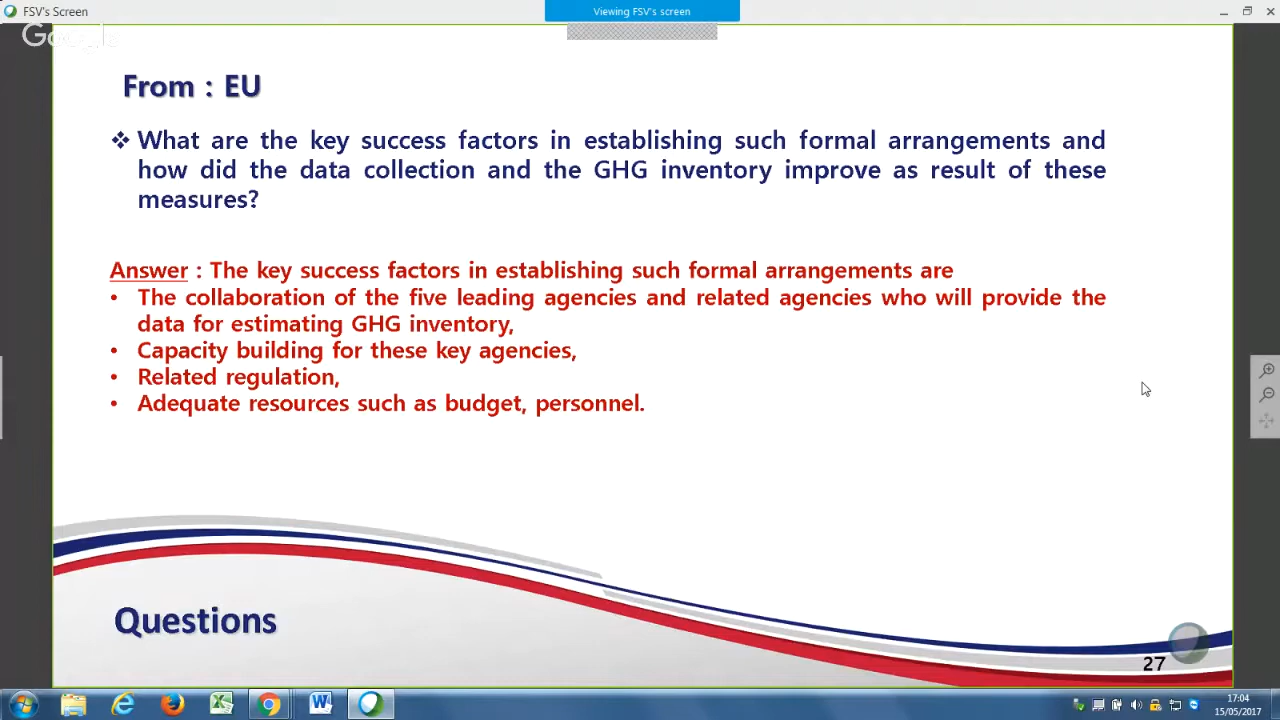 FSV's Screen
Viewing FSV's screen
Google
From : EU
❖ What are the key success factors in establishing such formal arrangements and
how did the data collection and the GHG inventory improve as result of these
measures?
Answer : The key success factors in establishing such formal arrangements are
• The collaboration of the five leading agencies and related agencies who will provide the
data for estimating GHG inventory,
• Capacity building for these key agencies,
• Related regulation,
• Adequate resources such as budget, personnel.
Questions
27
17:04
15/05/2017